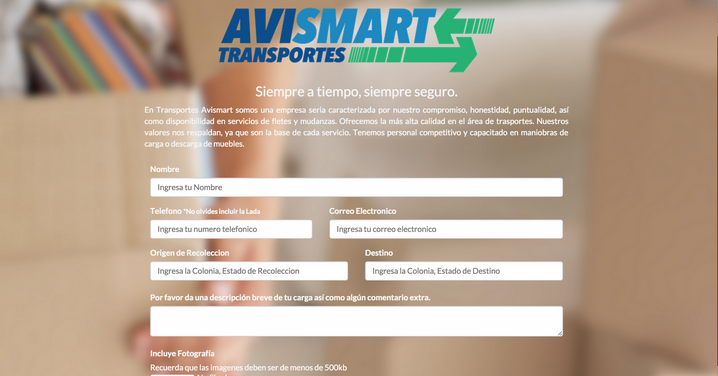 AVISMART
TRANSPORTES
Siempre a tiempo, siempre seguro.
En Transportes Avismart somos una empresa seria caracterizada por nuestro compromiso, honestidad, puntualidad, así
como disponibilidad en servicios de fletes y mudanzas. Ofrecemos la más alta calidad en el área de trasportes. Nuestros
valores nos respaldan, ya que son la base de cada servicio. Tenemos personal competitivo y capacitado en maniobras de
carga o descarga de muebles.
Nombre
Ingresa tu Nombre
Telefono *No olvides Incluir la Lada
Correo Electronico
Ingresa tu numero telefonico
Ingresa tu correo electronico
Origen de Recoleccion
Destino
Ingresa la Colonia, Estado de Recoleccion
Ingresa la Colonia, Estado de Destino
Por favor da una descripción breve de tu carga así como algún comentario extra.
Incluye Fotografía
Recuerda que las imagenes deben ser de menos de 500kb